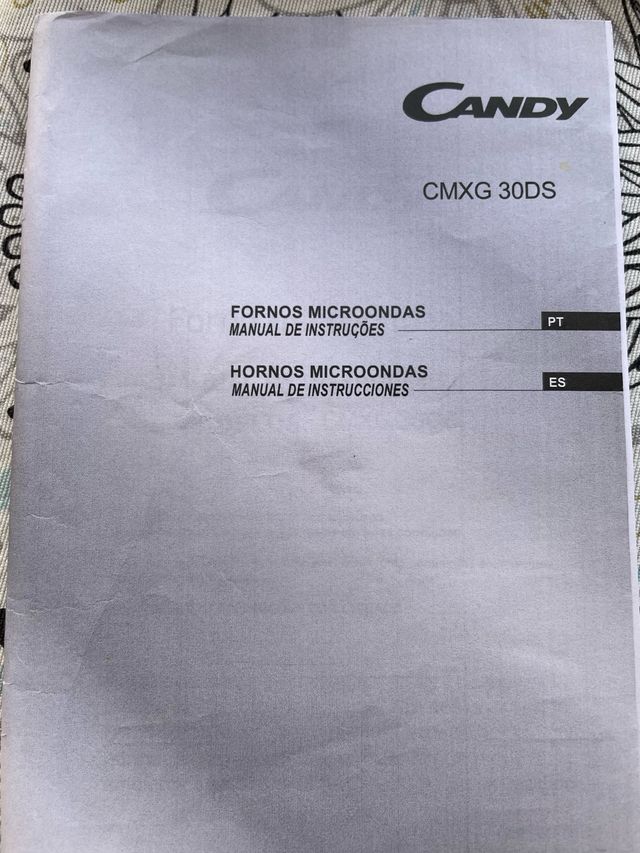 CANDY
CMXG 30DS
FORNOS MICROONDAS
MANUAL DE INSTRUÇÕES PT
HORNOS MICROONDAS
MANUAL DE INSTRUCCIONES ES